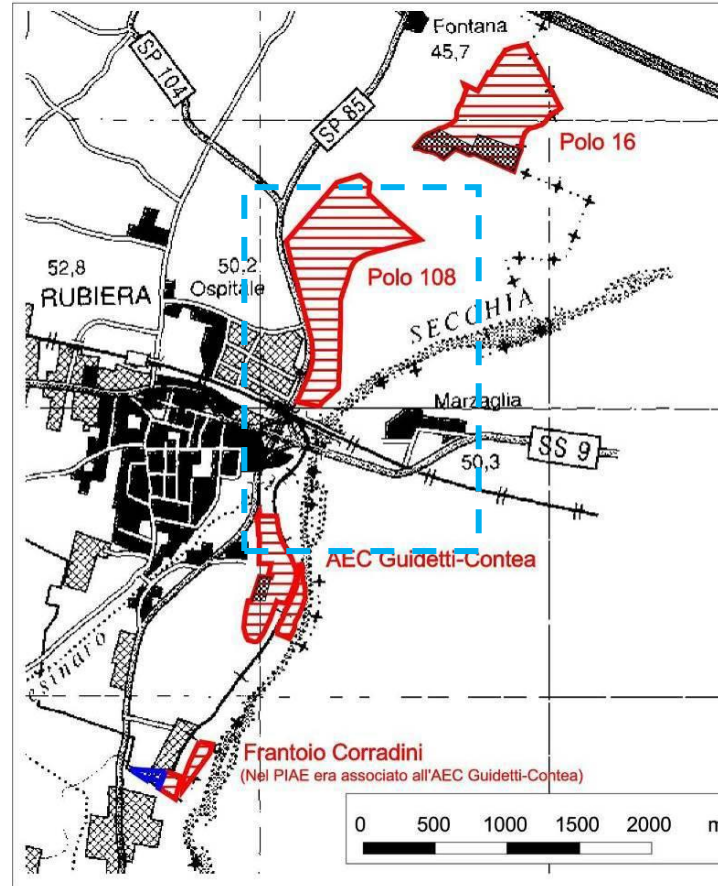 Fontana
45,7
SP 104
SP 85
Polo 16
52,8
RUBIERA
50,2
Ospitale
Polo 108
SECCHIA
Marzaglia
SS 9
50,3
AEC Guidetti-Contea
esinaro
Frantoio Corradini
(Nel PIAE era associato all'AEC Guidetti-Contea)
0 500 1000 1500 2000 m